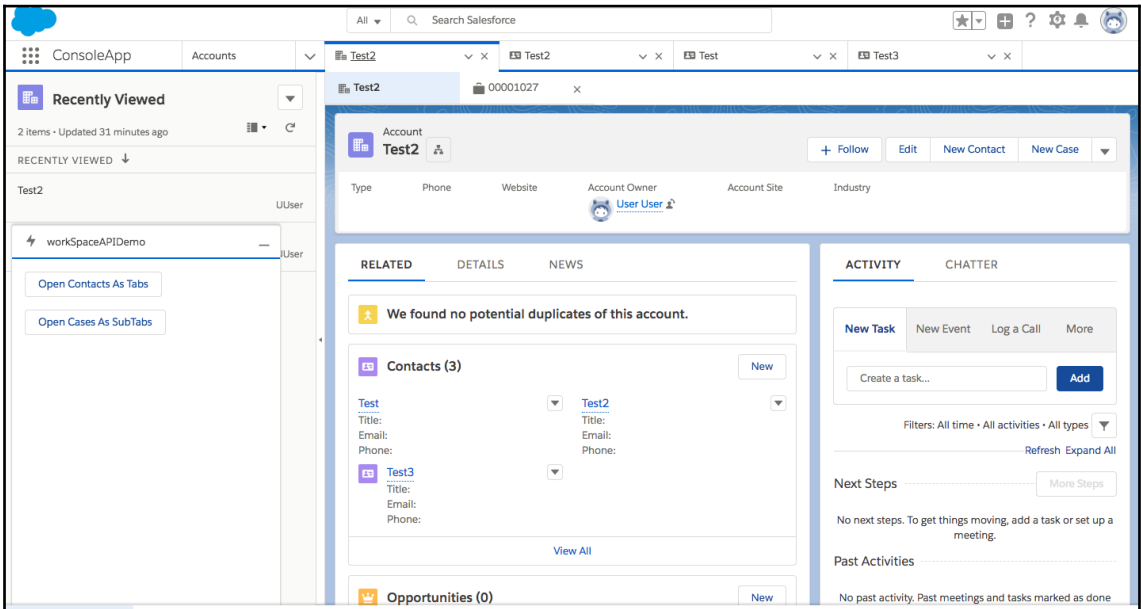 All
Search Salesforce
ConsoleApp
Accounts
Test2
Test2
Test
Test3
Recently Viewed
2 items • Updated 31 minutes ago
RECENTLY VIEWED
Test2
UUser
UUser
workSpaceAPIDemo
Open Contacts As Tabs
Open Cases As SubTabs
Test2
00001027
Account
Test2
+ Follow
Edit
New Contact
New Case
Type
Phone
Website
Account Owner
Account Site
Industry
User User
RELATED
DETAILS
NEWS
We found no potential duplicates of this account.
Contacts (3)
New
Test
Title:
Email:
Phone:
Test2
Title:
Email:
Phone:
Test3
Title:
Email:
Phone:
View All
Opportunities (0)
New
ACTIVITY
CHATTER
New Task
New Event
Log a Call
More
Create a task...
Add
Filters: All time • All activities • All types
Refresh
Expand All
Next Steps
More Steps
No next steps. To get things moving, add a task or set up a
meeting.
Past Activities
No past activity. Past meetings and tasks marked as done